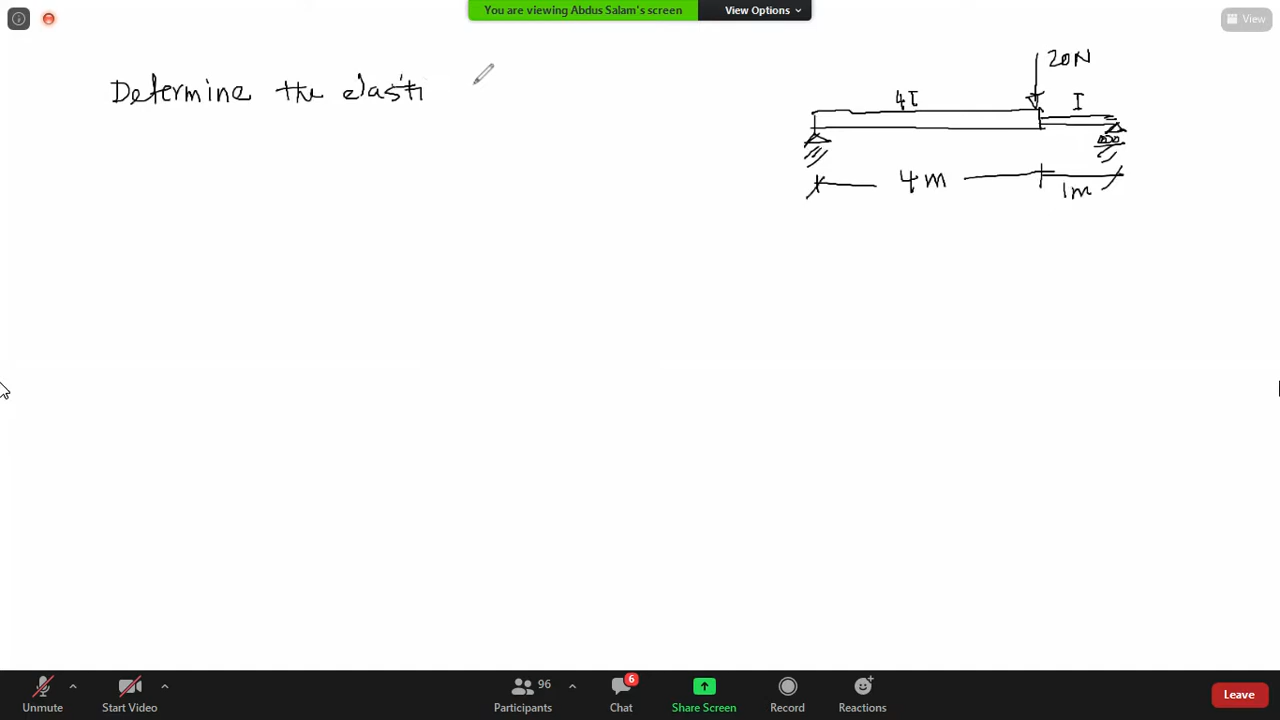 You are viewing Abdus Salam's screen View Options
View
Determine the elasti
20N
4I I
4m
1m
96 6
Unmute Start Video Participants Chat Share Screen Record Reactions Leave